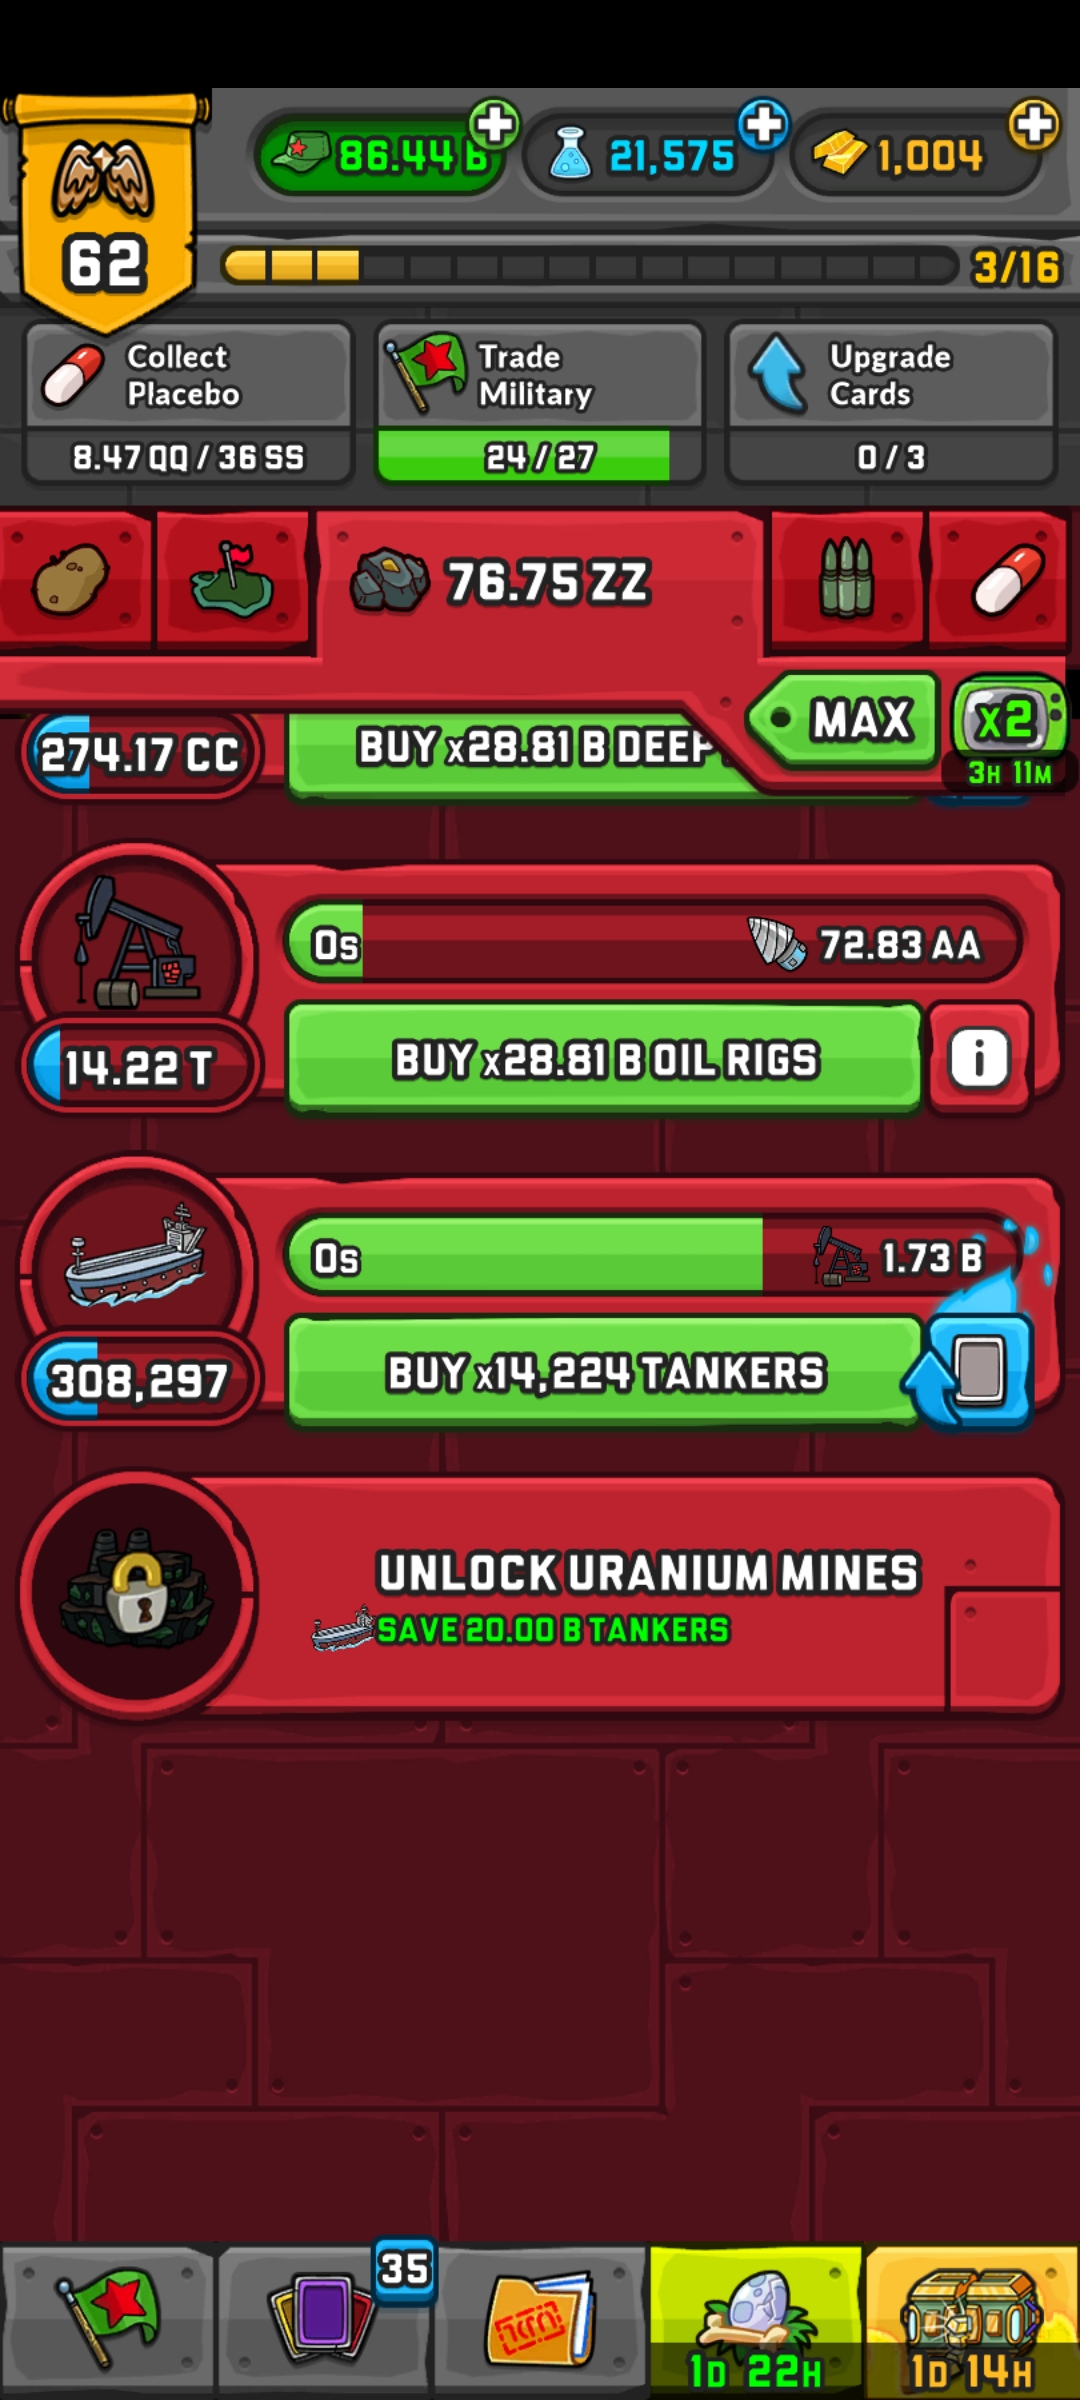 86.44 B
21,575
1,004
62
3/16
Collect
Placebo
8.47 QQ / 36 SS
Trade
Military
24 / 27
Upgrade
Cards
0 / 3
76.75 ZZ
MAX
x2
3H 11M
274.17 CC
BUY x28.81 B DEEP
0s
72.83 AA
14.22 T
BUY x28.81 B OIL RIGS
i
0s
1.73 B
308,297
BUY x14,224 TANKERS
UNLOCK URANIUM MINES
SAVE 20.00 B TANKERS
35
1D 22H
1D 14H